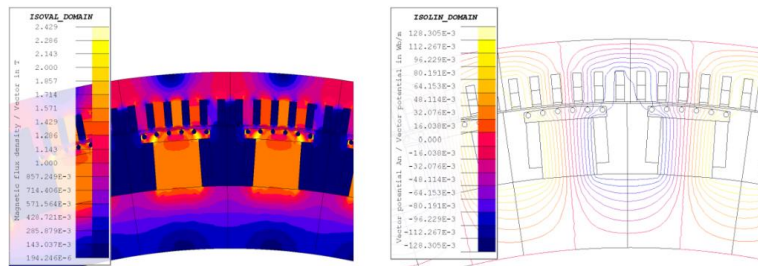 ISOVAL_DOMAIN
2.429
2.286
2.143
2.000
1.857
1.714
1.571
1.429
1.286
1.143
1.000
857.249E-3
714.406E-3
571.564E-3
428.721E-3
285.879E-3
143.037E-3
194.246E-6
Magnetic flux density / Vector in T
ISOLIN_DOMAIN
128.305E-3
112.267E-3
96.229E-3
80.191E-3
64.153E-3
48.114E-3
32.076E-3
16.038E-3
0.000
-16.038E-3
-32.076E-3
-48.114E-3
-64.153E-3
-80.191E-3
-96.229E-3
-112.267E-3
-128.305E-3
Vector potential An / Vector potential in Wb/m